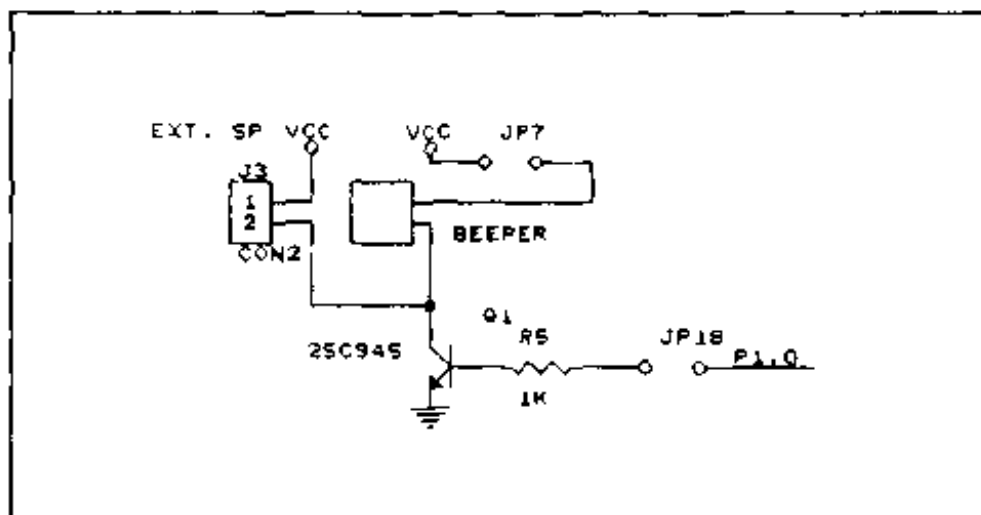 EXT. SP VCC
VCC JP7
J3
1
2
CON2
BEEPER
Q1
2SC945
R5
1K
JP18
P1.0